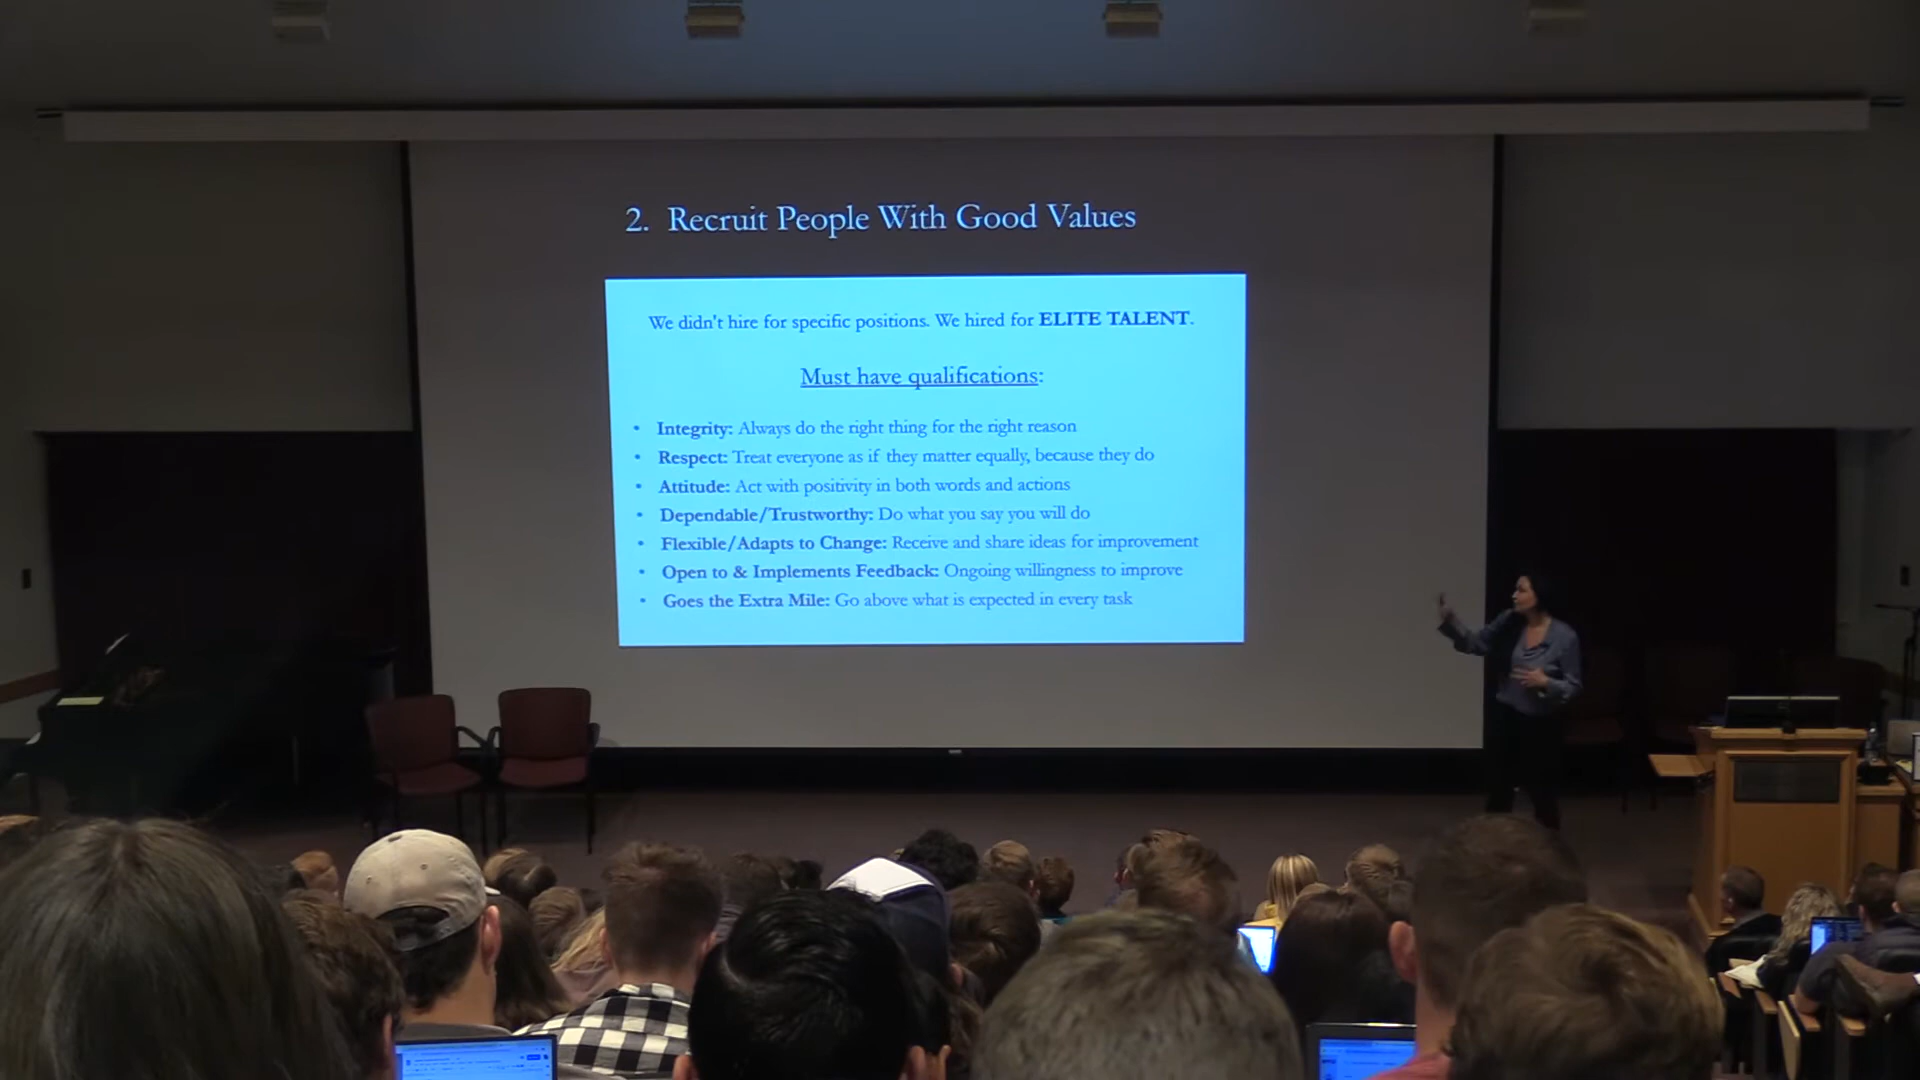 2. Recruit People With Good Values
We didn't hire for specific positions. We hired for ELITE TALENT.
Must have qualifications:
• Integrity: Always do the right thing for the right reason
• Respect: Treat everyone as if they matter equally, because they do
• Attitude: Act with positivity in both words and actions
• Dependable/Trustworthy: Do what you say you will do
• Flexible/Adapts to Change: Receive and share ideas for improvement
• Open to & Implements Feedback: Ongoing willingness to improve
• Goes the Extra Mile: Go above what is expected in every task